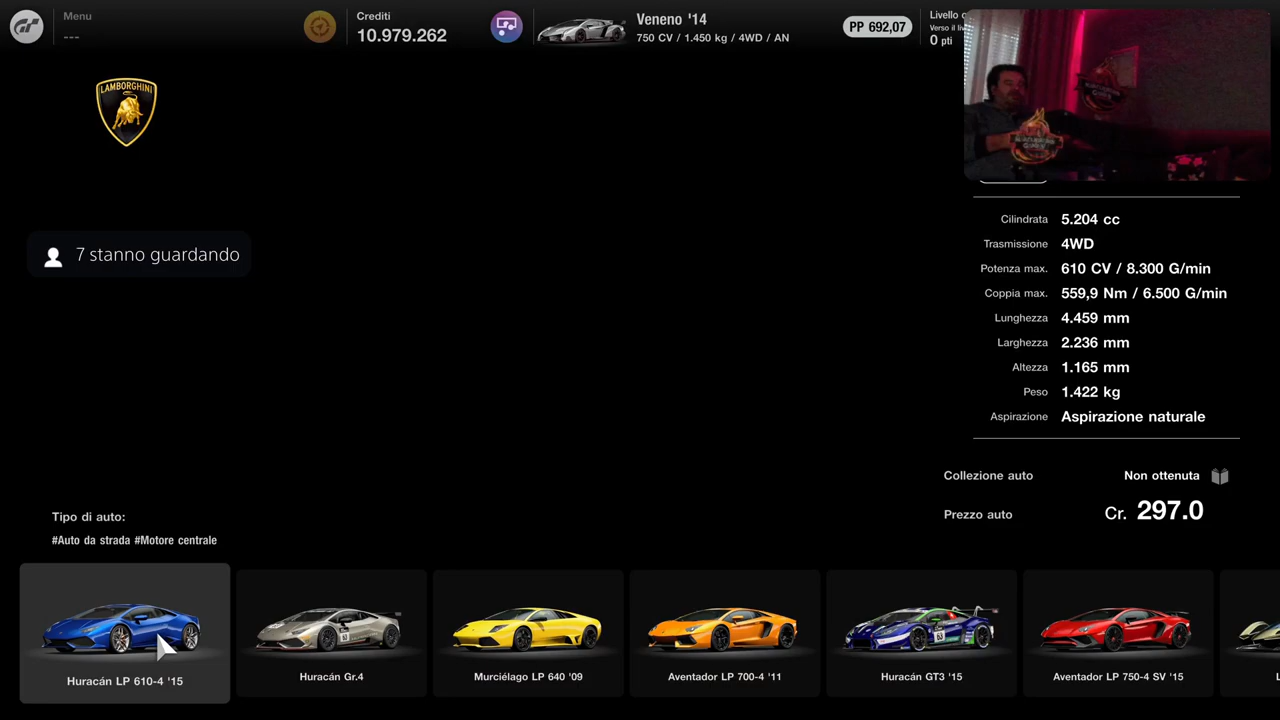 Menu
---
Crediti
10.979.262
Veneno '14
750 CV / 1.450 kg / 4WD / AN
PP 692,07
Livello c
Verso il liv
0 pti
LAMBORGHINI
7 stanno guardando
Cilindrata 5.204 cc
Trasmissione 4WD
Potenza max. 610 CV / 8.300 G/min
Coppia max. 559,9 Nm / 6.500 G/min
Lunghezza 4.459 mm
Larghezza 2.236 mm
Altezza 1.165 mm
Peso 1.422 kg
Aspirazione Aspirazione naturale
Collezione auto Non ottenuta
Prezzo auto Cr. 297.0
Tipo di auto:
#Auto da strada #Motore centrale
Huracán LP 610-4 '15
Huracán Gr.4
Murciélago LP 640 '09
Aventador LP 700-4 '11
Huracán GT3 '15
Aventador LP 750-4 SV '15
L